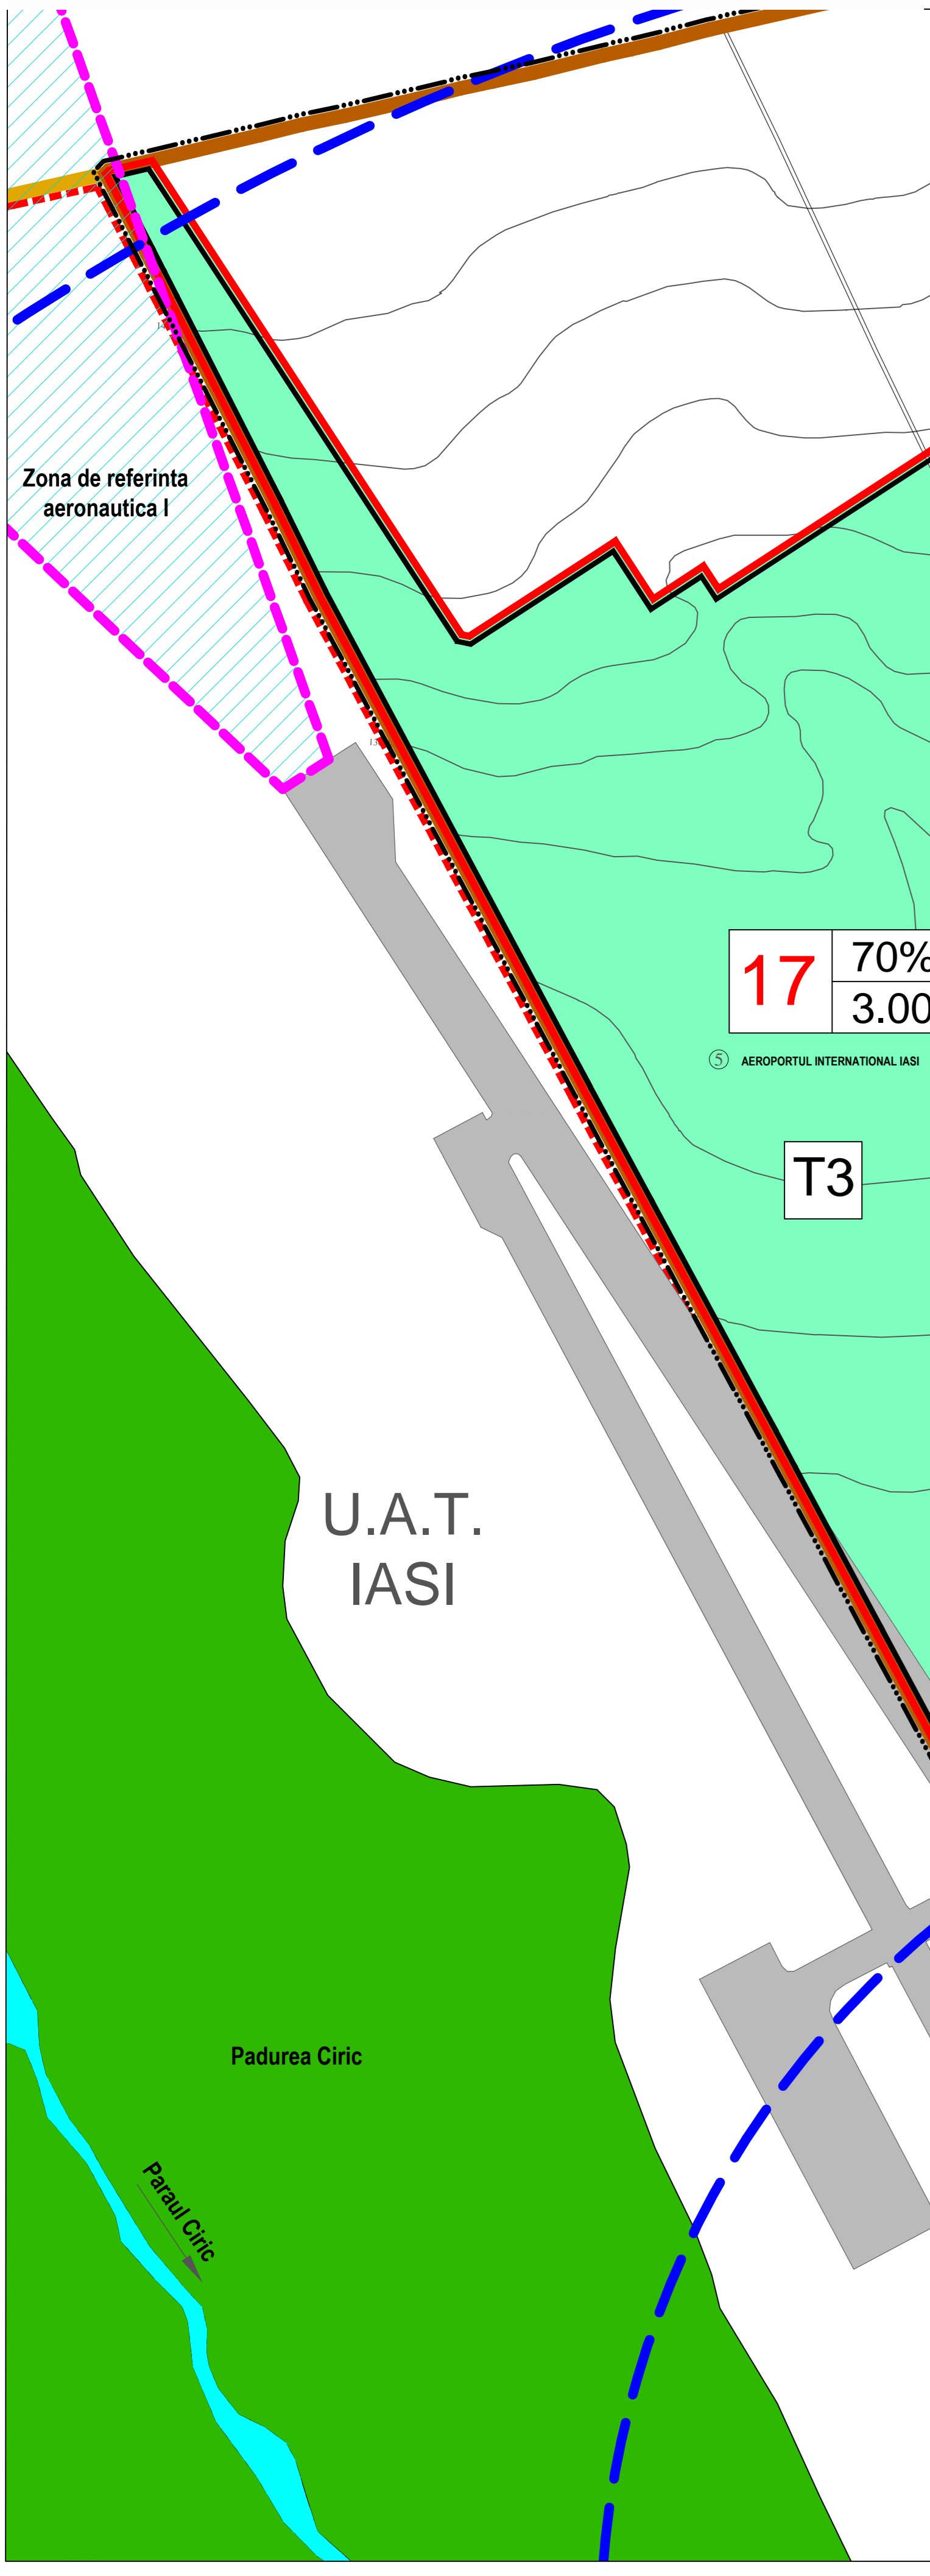 Zona de referinta
aeronautica I
17
70%
3.00
5 AEROPORTUL INTERNATIONAL IASI
T3
U.A.T.
IASI
Padurea Ciric
Paraul Ciric